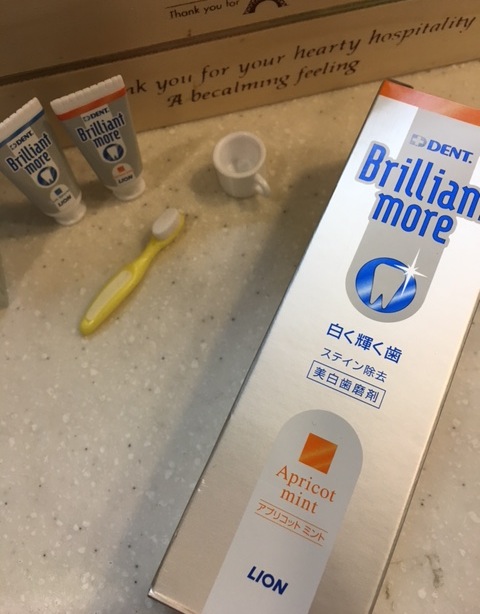 Thank you for
nk you for your hearty hospitality
A becalming feeling
DENT.
Brilliant
more
LION
DENT.
Brilliant
more
LION
DENT.
Brillian
more
白く輝く歯
ステイン除去
美白歯磨剤
Apricot
mint
アプリコット ミント
LION